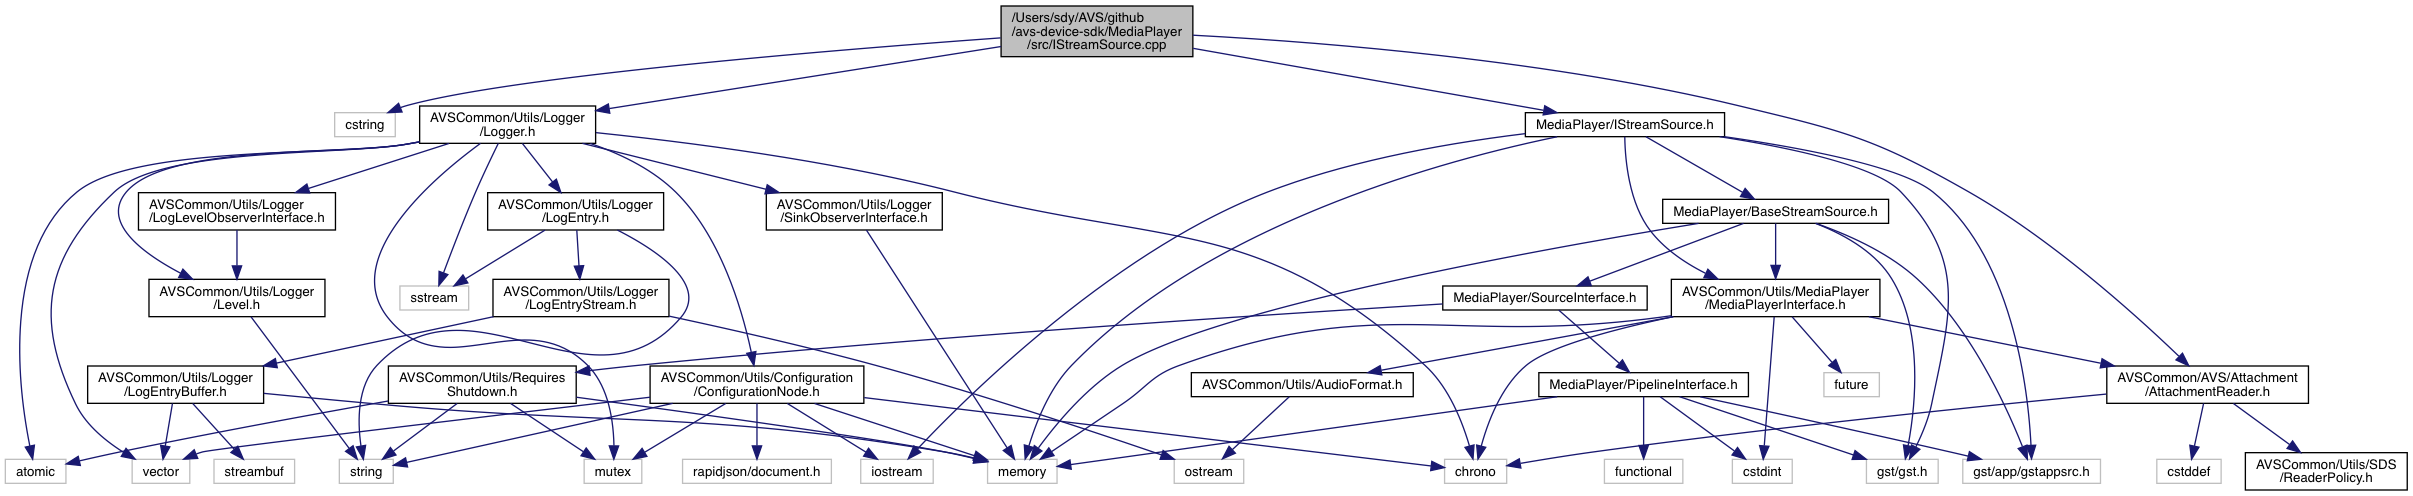 /Users/sdy/AVS/github
/avs-device-sdk/MediaPlayer
/src/IStreamSource.cpp
cstring
AVSCommon/Utils/Logger
/Logger.h
MediaPlayer/IStreamSource.h
AVSCommon/Utils/Logger
/LogLevelObserverInterface.h
AVSCommon/Utils/Logger
/LogEntry.h
AVSCommon/Utils/Logger
/SinkObserverInterface.h
MediaPlayer/BaseStreamSource.h
AVSCommon/Utils/Logger
/Level.h
sstream
AVSCommon/Utils/Logger
/LogEntryStream.h
MediaPlayer/SourceInterface.h
AVSCommon/Utils/MediaPlayer
/MediaPlayerInterface.h
AVSCommon/Utils/Logger
/LogEntryBuffer.h
AVSCommon/Utils/Requires
Shutdown.h
AVSCommon/Utils/Configuration
/ConfigurationNode.h
AVSCommon/Utils/AudioFormat.h
MediaPlayer/PipelineInterface.h
future
AVSCommon/AVS/Attachment
/AttachmentReader.h
atomic
vector
streambuf
string
mutex
rapidjson/document.h
iostream
memory
ostream
chrono
functional
cstdint
gst/gst.h
gst/app/gstappsrc.h
cstddef
AVSCommon/Utils/SDS
/ReaderPolicy.h